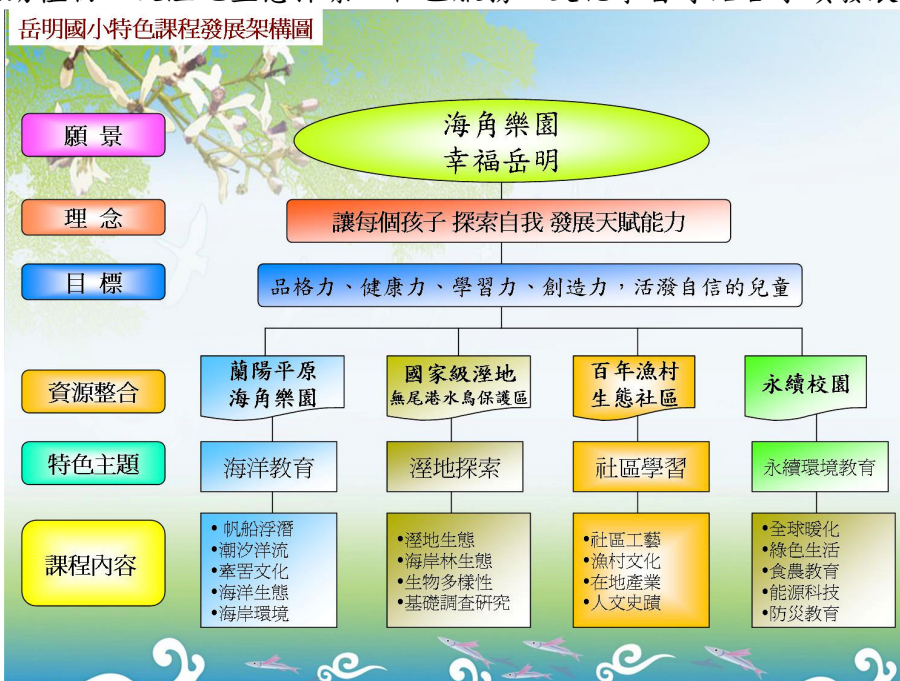 岳明國小特色課程發展架構圖
願 景
海角樂園
幸福岳明
理 念
讓每個孩子 探索自我 發展天賦能力
目 標
品格力、健康力、學習力、創造力，活潑自信的兒童
資源整合
蘭陽平原
海角樂園
國家級溼地
無尾港水鳥保護區
百年漁村
生態社區
永續校園
特色主題
海洋教育
溼地探索
社區學習
永續環境教育
課程內容
•帆船浮潛
•潮汐洋流
•牽罟文化
•海洋生態
•海岸環境
•溼地生態
•海岸林生態
•生物多樣性
•基礎調查研究
•社區工藝
•漁村文化
•在地產業
•人文史蹟
•全球暖化
•綠色生活
•食農教育
•能源科技
•防災教育